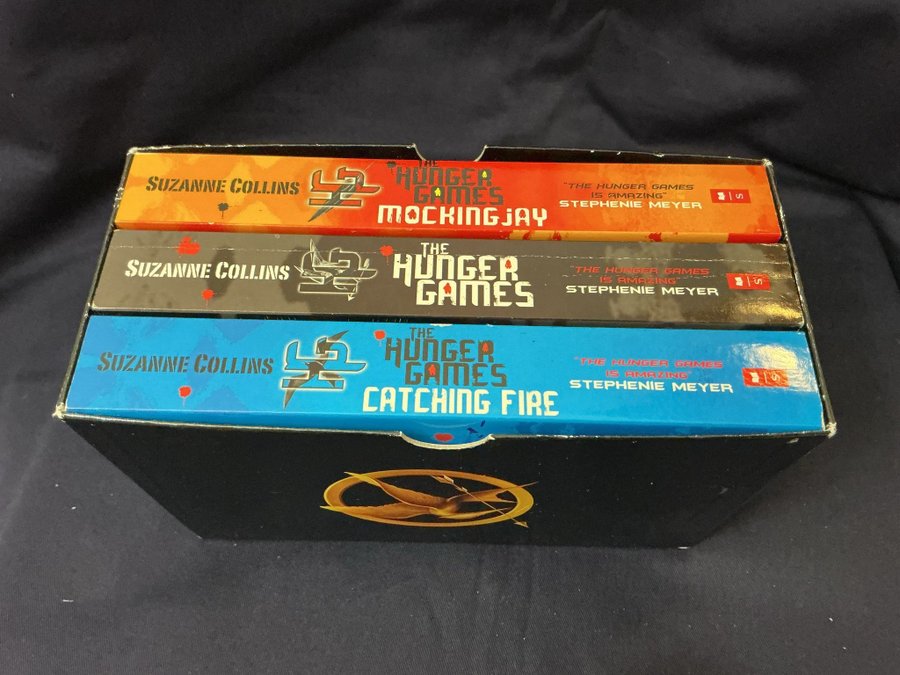 SUZANNE COLLINS
THE
HUNGER
GAMES
MOCKINGJAY
"THE HUNGER GAMES
IS AMAZING"
STEPHENIE MEYER
S
SUZANNE COLLINS
THE
HUNGER
GAMES
"THE HUNGER GAMES
IS AMAZING"
STEPHENIE MEYER
S
SUZANNE COLLINS
THE
HUNGER
GAMES
CATCHING FIRE
"THE HUNGER GAMES
IS AMAZING"
STEPHENIE MEYER
S